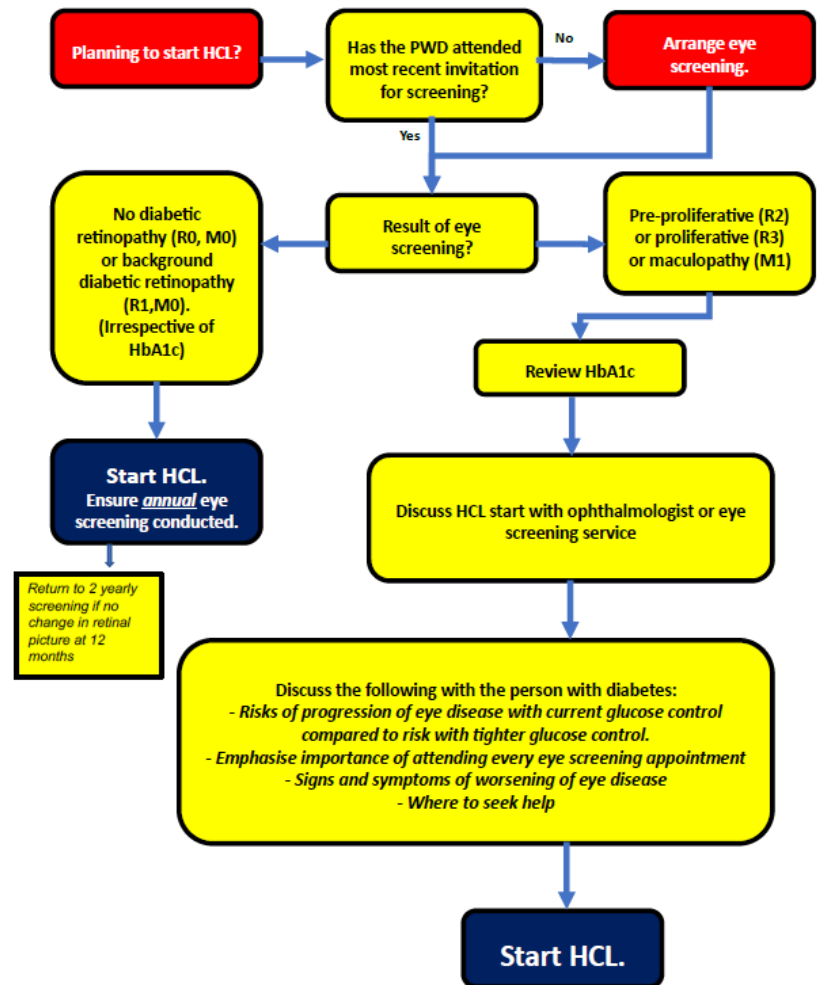 Planning to start HCL?
Has the PWD attended
most recent invitation
for screening?
No
Arrange eye
screening.
Yes
No diabetic
retinopathy (R0, M0)
or background
diabetic retinopathy
(R1,M0).
(Irrespective of
HbA1c)
Result of eye
screening?
Pre-proliferative (R2)
or proliferative (R3)
or maculopathy (M1)
Review HbA1c
Start HCL.
Ensure annual eye
screening conducted.
Discuss HCL start with ophthalmologist or eye
screening service
Return to 2 yearly
screening if no
change in retinal
picture at 12
months
Discuss the following with the person with diabetes:
- Risks of progression of eye disease with current glucose control
compared to risk with tighter glucose control.
- Emphasise importance of attending every eye screening appointment
- Signs and symptoms of worsening of eye disease
- Where to seek help
Start HCL.